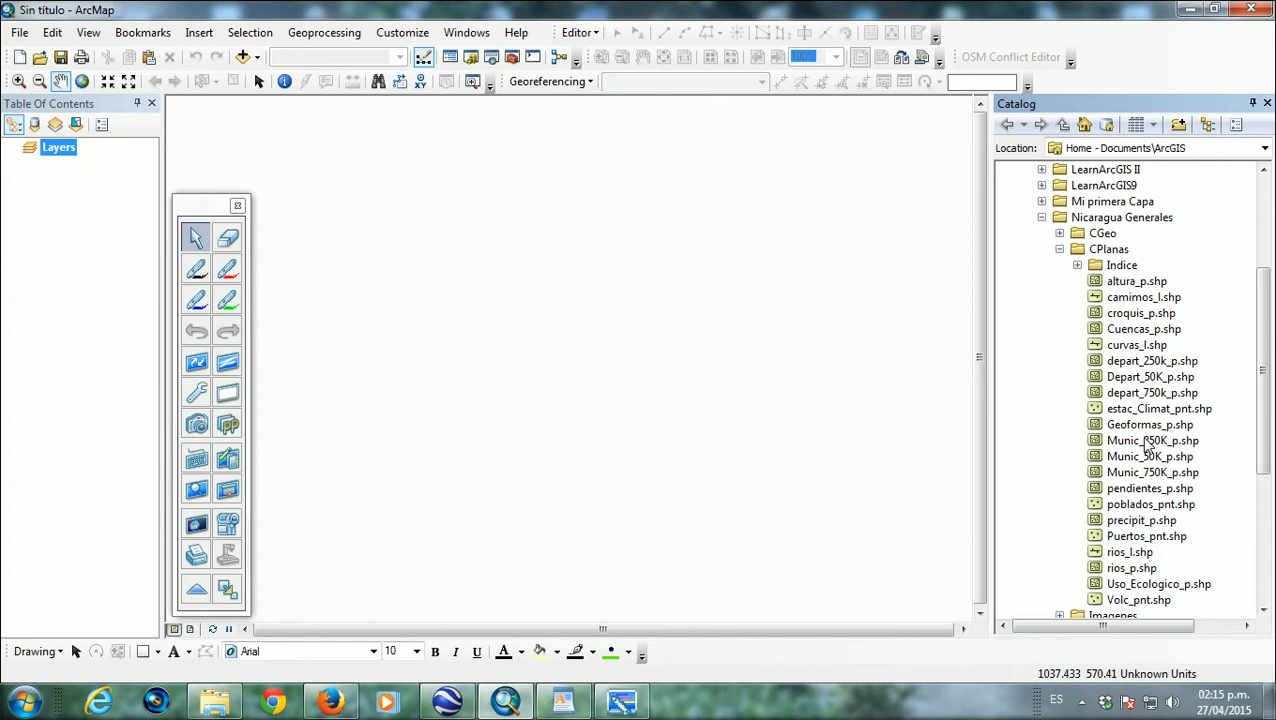 Sin título - ArcMap
File Edit View Bookmarks Insert Selection Geoprocessing Customize Windows Help Editor
100%
OSM Conflict Editor
Georeferencing
Table Of Contents
Layers
Catalog
Location: Home - Documents\ArcGIS
LearnArcGIS II
LearnArcGIS9
Mi primera Capa
Nicaragua Generales
CGeo
CPlanas
Indice
altura_p.shp
camimos_l.shp
croquis_p.shp
Cuencas_p.shp
curvas_l.shp
depart_250k_p.shp
Depart_50K_p.shp
depart_750k_p.shp
estac_Climat_pnt.shp
Geoformas_p.shp
Munic_250K_p.shp
Munic_50K_p.shp
Munic_750K_p.shp
pendientes_p.shp
poblados_pnt.shp
precipit_p.shp
Puertos_pnt.shp
rios_l.shp
rios_p.shp
Uso_Ecologico_p.shp
Volc_pnt.shp
Imagenes
Drawing A Arial 10 B I U A
1037.433 570.41 Unknown Units
ES 02:15 p.m.
27/04/2015